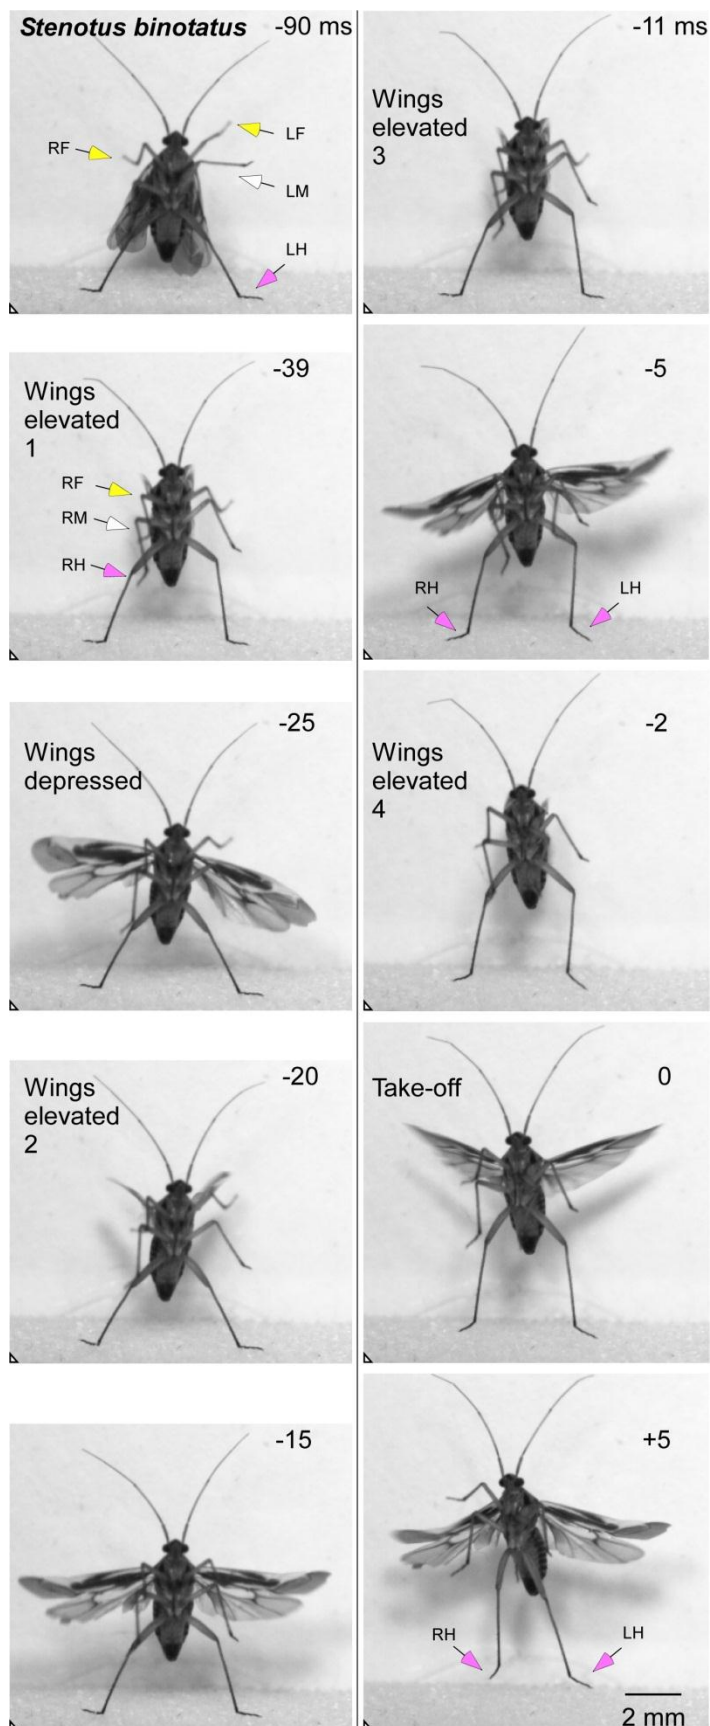 Stenotus binotatus -90 ms
RF
LF
LM
LH
Wings
elevated
1
-39
RF
RM
RH
Wings
depressed
-25
Wings
elevated
2
-20
-15
-11 ms
Wings
elevated
3
-5
RH
LH
Wings
elevated
4
-2
Take-off
0
+5
RH
LH
2 mm